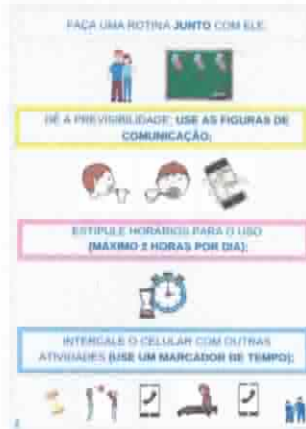 FAÇA UMA ROTINA JUNTO COM ELE.
DÊ A PREVISIBILIDADE: USE AS FIGURAS DE
COMUNICAÇÃO;
ESTIPULE HORÁRIOS PARA O USO
(MÁXIMO 2 HORAS POR DIA);
INTERCALE O CELULAR COM OUTRAS
ATIVIDADES (USE UM MARCADOR DE TEMPO);